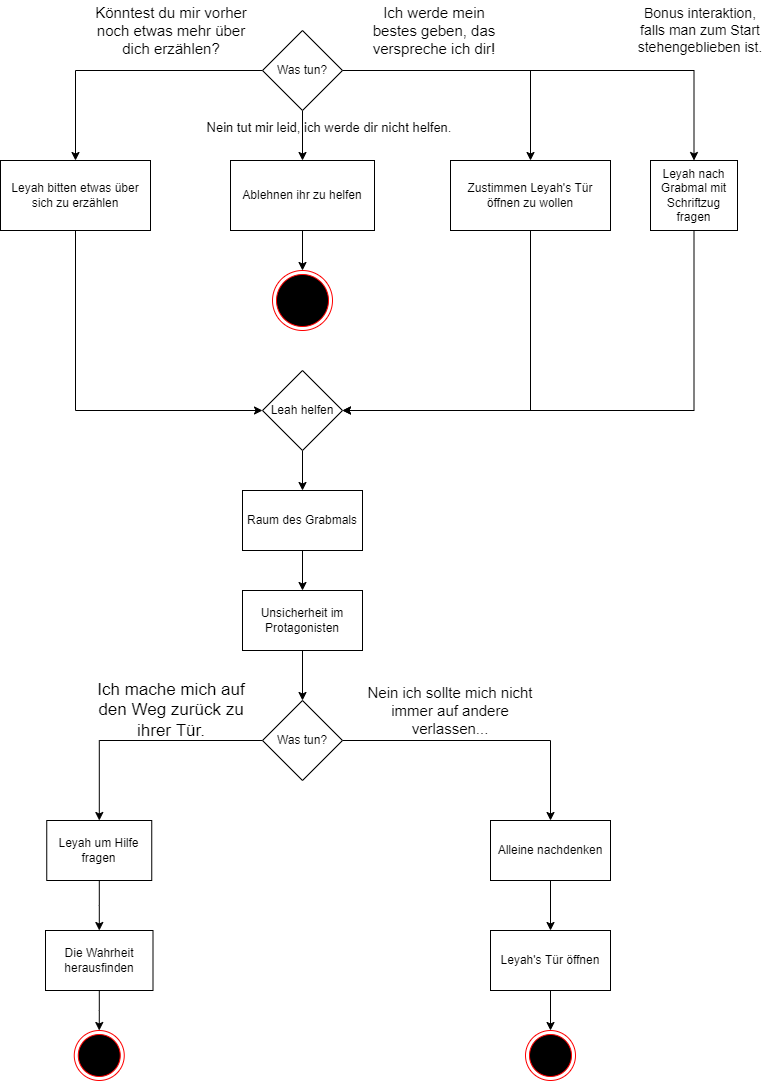 Könntest du mir vorher
noch etwas mehr über
dich erzählen?
Ich werde mein
bestes geben, das
verspreche ich dir!
Bonus interaktion,
falls man zum Start
stehengeblieben ist.
Was tun?
Nein tut mir leid, ich werde dir nicht helfen.
Leyah bitten etwas über
sich zu erzählen
Ablehnen ihr zu helfen
Zustimmen Leyah's Tür
öffnen zu wollen
Leyah nach
Grabmal mit
Schriftzug
fragen
Leah helfen
Raum des Grabmals
Unsicherheit im
Protagonisten
Ich mache mich auf
den Weg zurück zu
ihrer Tür.
Nein ich sollte mich nicht
immer auf andere
verlassen...
Was tun?
Leyah um Hilfe
fragen
Alleine nachdenken
Die Wahrheit
herausfinden
Leyah's Tür öffnen